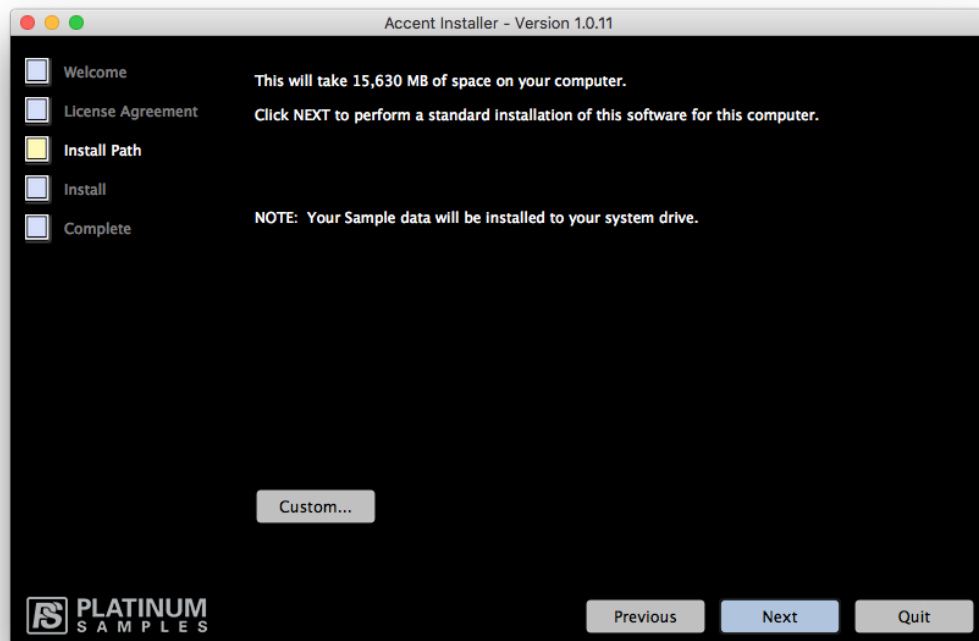 Accent Installer - Version 1.0.11
Welcome
License Agreement
Install Path
Install
Complete
This will take 15,630 MB of space on your computer.
Click NEXT to perform a standard installation of this software for this computer.
NOTE:  Your Sample data will be installed to your system drive.
Custom...
PS PLATINUM
SAMPLES
Previous
Next
Quit